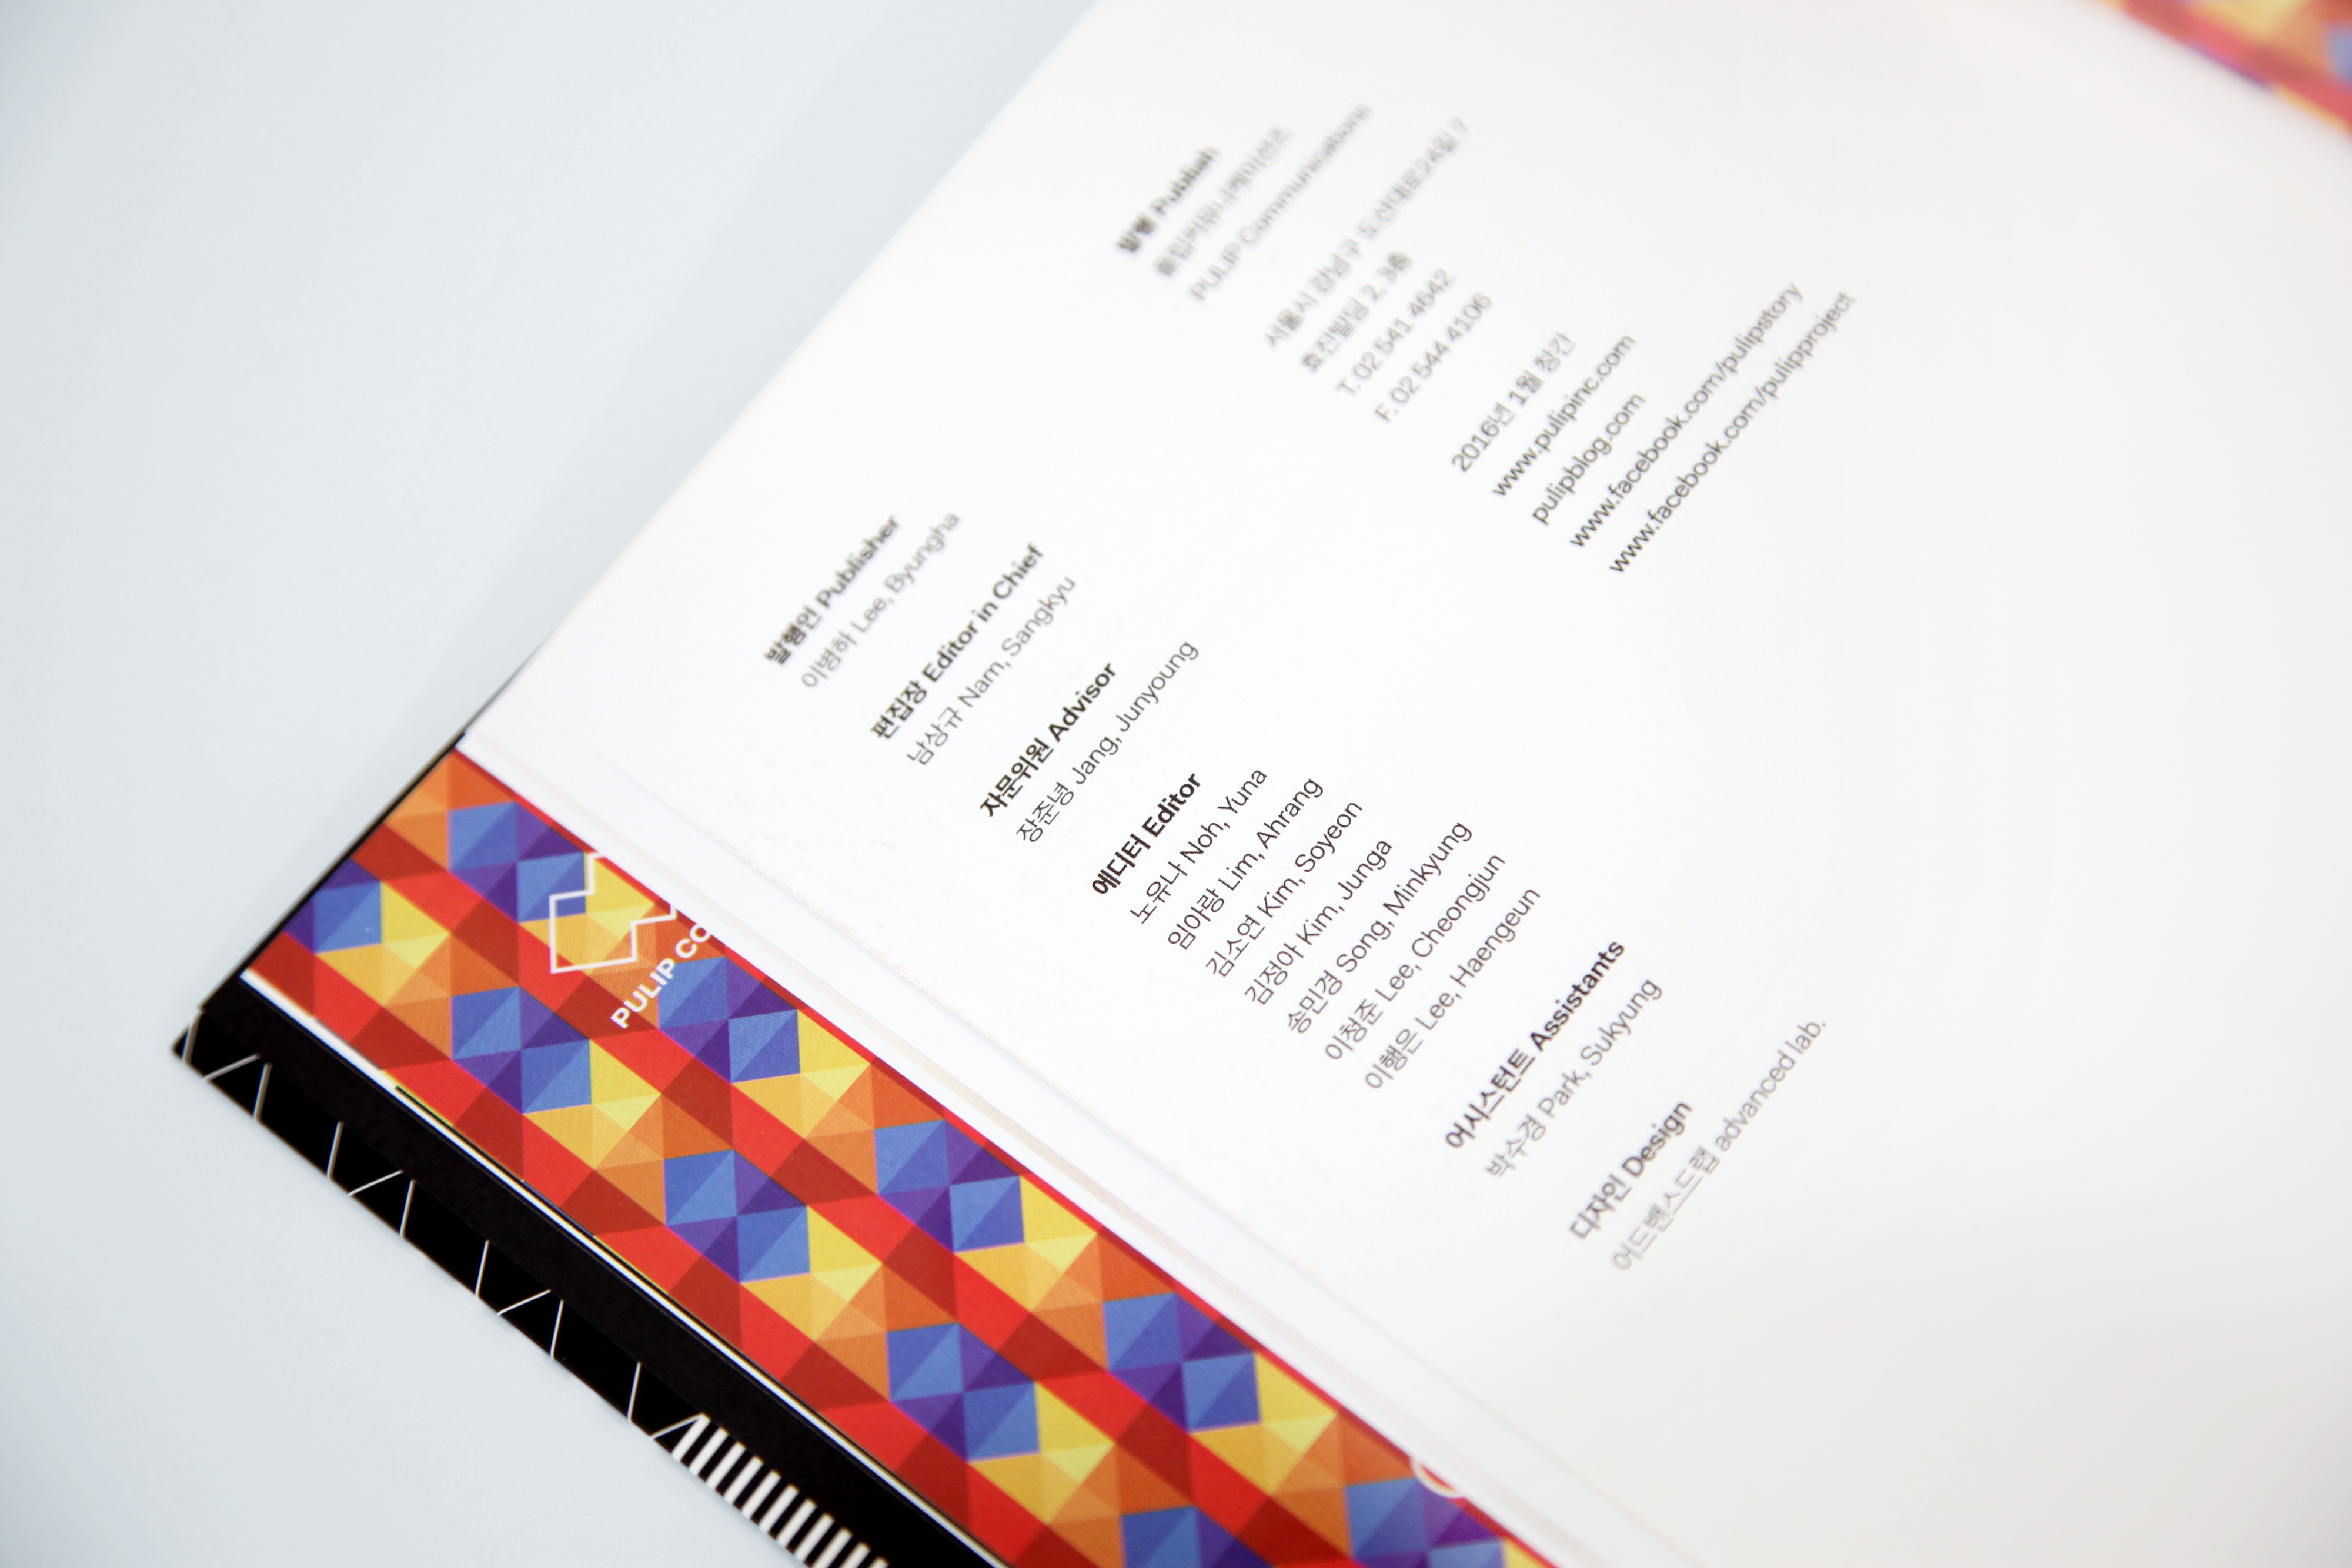 발행 Publish
풀립커뮤니케이션즈
PULIP Communications
서울시 강남구 도산대로24길 7
효진빌딩 2, 3층
T. 02 541 4642
F. 02 544 4106
2016년 1월 창간
www.pulipinc.com
pulipblog.com
www.facebook.com/pulipstory
www.facebook.com/pulipproject
발행인 Publisher
이병하 Lee, Byungha
편집장 Editor in Chief
남상규 Nam, Sangkyu
자문위원 Advisor
장준녕 Jang, Junyoung
에디터 Editor
노유나 Noh, Yuna
임아랑 Lim, Ahrang
김소연 Kim, Soyeon
김정아 Kim, Junga
송민경 Song, Minkyung
이청준 Lee, Cheongjun
이행은 Lee, Haengeun
어시스턴트 Assistants
박수경 Park, Sukyung
디자인 Design
어드밴스드랩 advanced lab.
PULIP CO